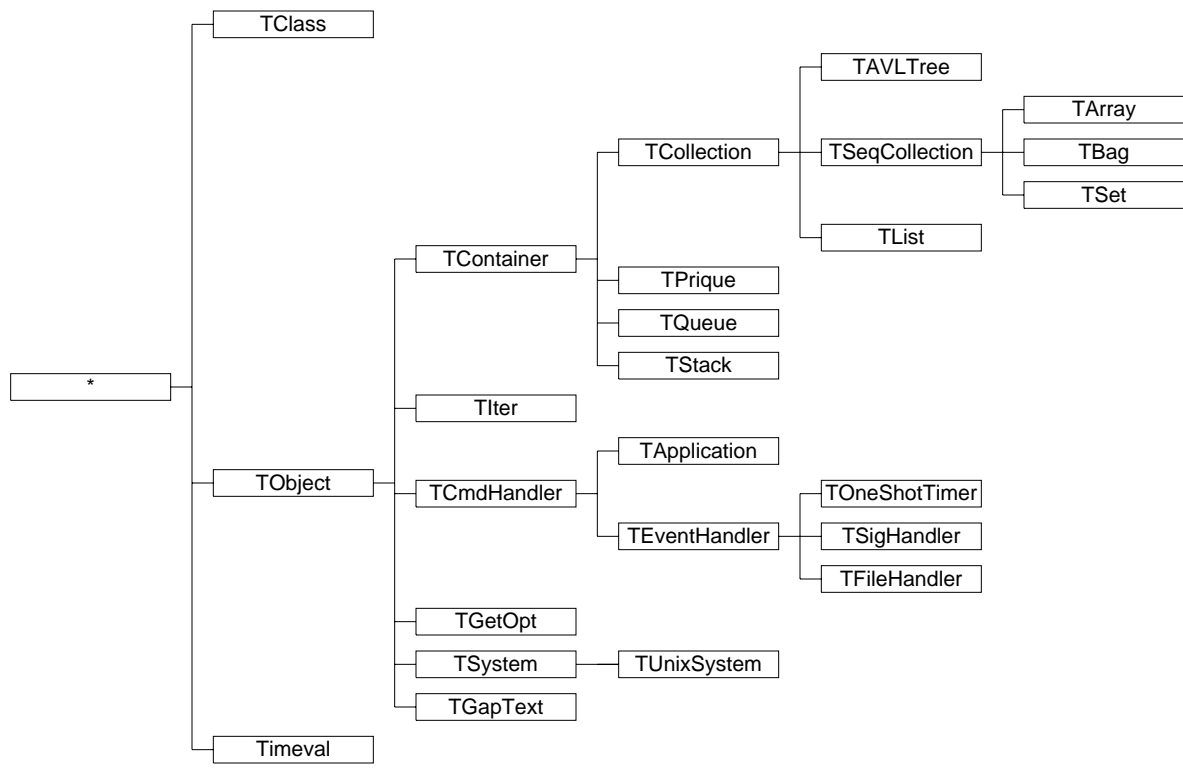 TClass
TAVLTree
TArray
TCollection
TSeqCollection
TBag
TSet
TList
TContainer
TPrique
TQueue
TStack
*
TIter
TApplication
TObject
TCmdHandler
TOneShotTimer
TEventHandler
TSigHandler
TFileHandler
TGetOpt
TSystem
TUnixSystem
TGapText
Timeval